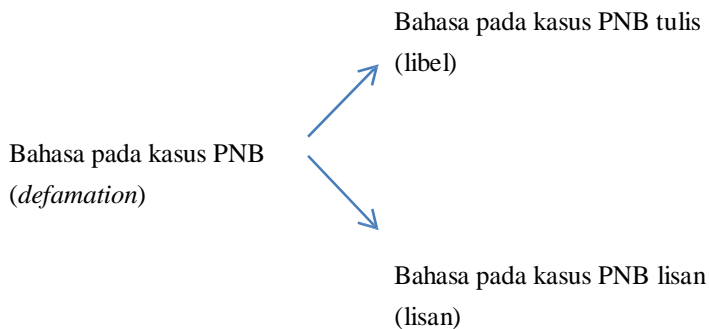 Bahasa pada kasus PNB tulis
(libel)
Bahasa pada kasus PNB
(defamation)
Bahasa pada kasus PNB lisan
(lisan)